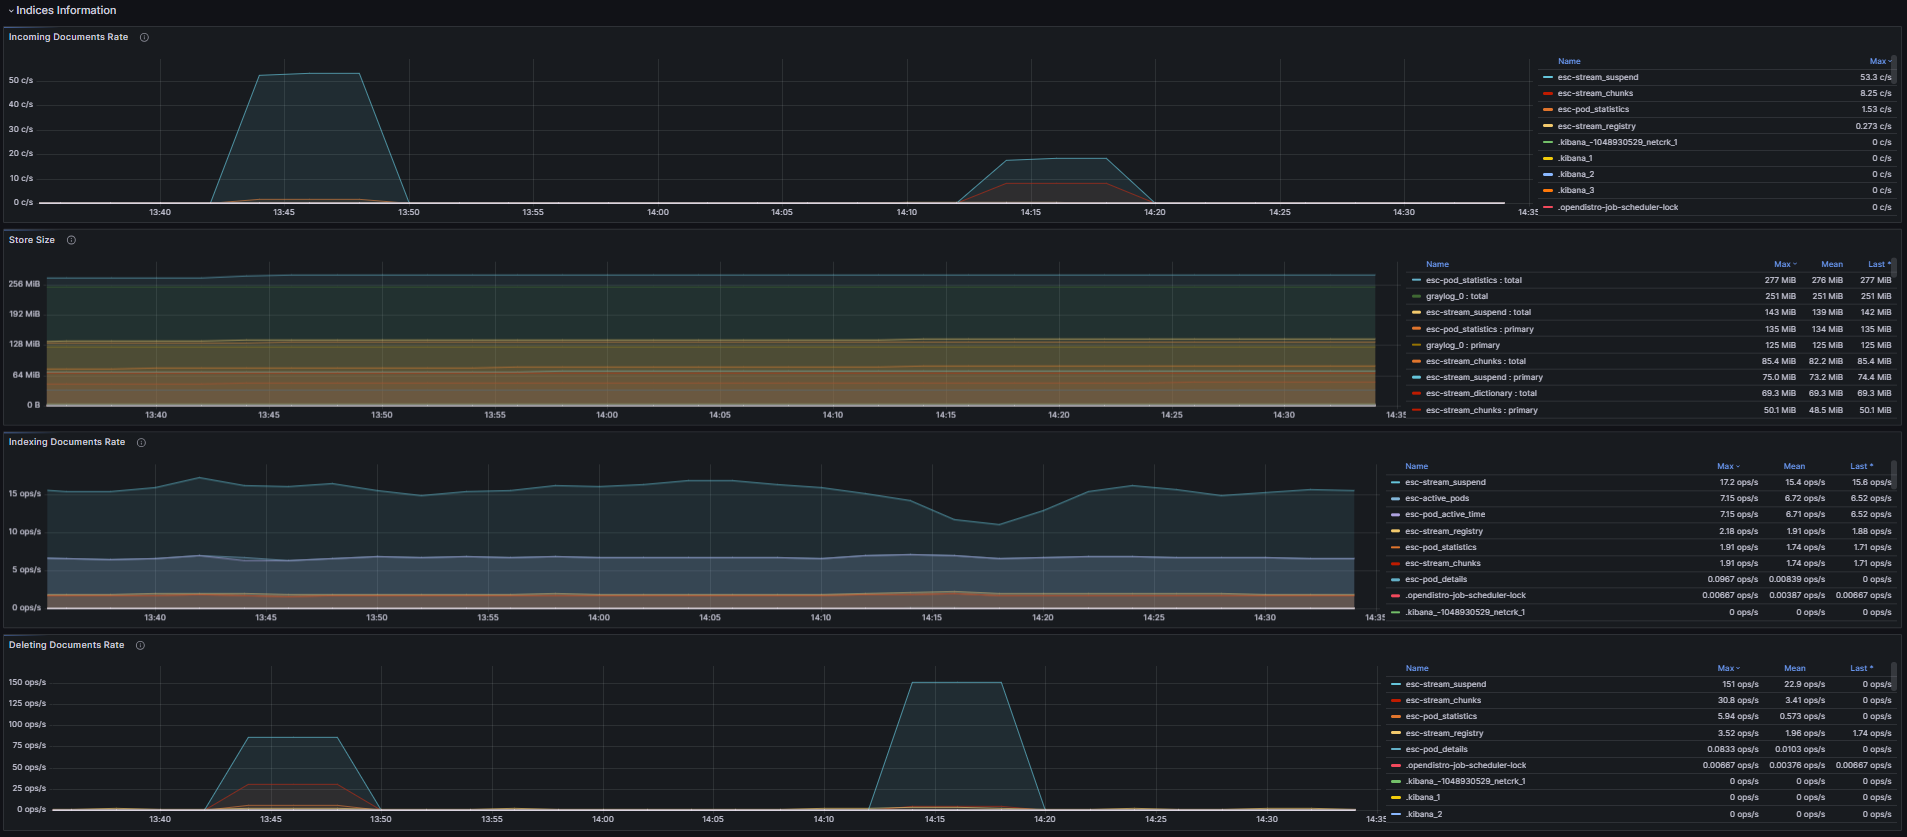 Indices Information
Incoming Documents Rate
50 c/s
40 c/s
30 c/s
20 c/s
10 c/s
0 c/s
13:40 13:45 13:50 13:55 14:00 14:05 14:10 14:15 14:20 14:25 14:30 14:35
Name Max
esc-stream_suspend 53.3 c/s
esc-stream_chunks 8.25 c/s
esc-pod_statistics 1.53 c/s
esc-stream_registry 0.273 c/s
.kibana_-1048930529_netcrk_1 0 c/s
.kibana_1 0 c/s
.kibana_2 0 c/s
.kibana_3 0 c/s
.opendistro-job-scheduler-lock 0 c/s
Store Size
256 MiB
192 MiB
128 MiB
64 MiB
0 B
13:40 13:45 13:50 13:55 14:00 14:05 14:10 14:15 14:20 14:25 14:30 14:35
Name Max Mean Last *
esc-pod_statistics : total 277 MiB 276 MiB 277 MiB
graylog_0 : total 251 MiB 251 MiB 251 MiB
esc-stream_suspend : total 143 MiB 139 MiB 142 MiB
esc-pod_statistics : primary 135 MiB 134 MiB 135 MiB
graylog_0 : primary 125 MiB 125 MiB 125 MiB
esc-stream_chunks : total 85.4 MiB 82.2 MiB 85.4 MiB
esc-stream_suspend : primary 75.0 MiB 73.2 MiB 74.4 MiB
esc-stream_dictionary : total 69.3 MiB 69.3 MiB 69.3 MiB
esc-stream_chunks : primary 50.1 MiB 48.5 MiB 50.1 MiB
Indexing Documents Rate
15 ops/s
10 ops/s
5 ops/s
0 ops/s
13:40 13:45 13:50 13:55 14:00 14:05 14:10 14:15 14:20 14:25 14:30 14:35
Name Max Mean Last *
esc-stream_suspend 17.2 ops/s 15.4 ops/s 15.6 ops/s
esc-active_pods 7.15 ops/s 6.72 ops/s 6.52 ops/s
esc-pod_active_time 7.15 ops/s 6.71 ops/s 6.52 ops/s
esc-stream_registry 2.18 ops/s 1.91 ops/s 1.88 ops/s
esc-pod_statistics 1.91 ops/s 1.74 ops/s 1.71 ops/s
esc-stream_chunks 1.91 ops/s 1.74 ops/s 1.71 ops/s
esc-pod_details 0.0967 ops/s 0.00839 ops/s 0 ops/s
.opendistro-job-scheduler-lock 0.00667 ops/s 0.00387 ops/s 0.00667 ops/s
.kibana_-1048930529_netcrk_1 0 ops/s 0 ops/s 0 ops/s
Deleting Documents Rate
150 ops/s
125 ops/s
100 ops/s
75 ops/s
50 ops/s
25 ops/s
0 ops/s
13:40 13:45 13:50 13:55 14:00 14:05 14:10 14:15 14:20 14:25 14:30 14:35
Name Max Mean Last *
esc-stream_suspend 151 ops/s 22.9 ops/s 0 ops/s
esc-stream_chunks 30.8 ops/s 3.41 ops/s 0 ops/s
esc-pod_statistics 5.94 ops/s 0.573 ops/s 0 ops/s
esc-stream_registry 3.52 ops/s 1.96 ops/s 1.74 ops/s
esc-pod_details 0.0833 ops/s 0.0103 ops/s 0 ops/s
.opendistro-job-scheduler-lock 0.00667 ops/s 0.00376 ops/s 0.00667 ops/s
.kibana_-1048930529_netcrk_1 0 ops/s 0 ops/s 0 ops/s
.kibana_1 0 ops/s 0 ops/s 0 ops/s
.kibana_2 0 ops/s 0 ops/s 0 ops/s